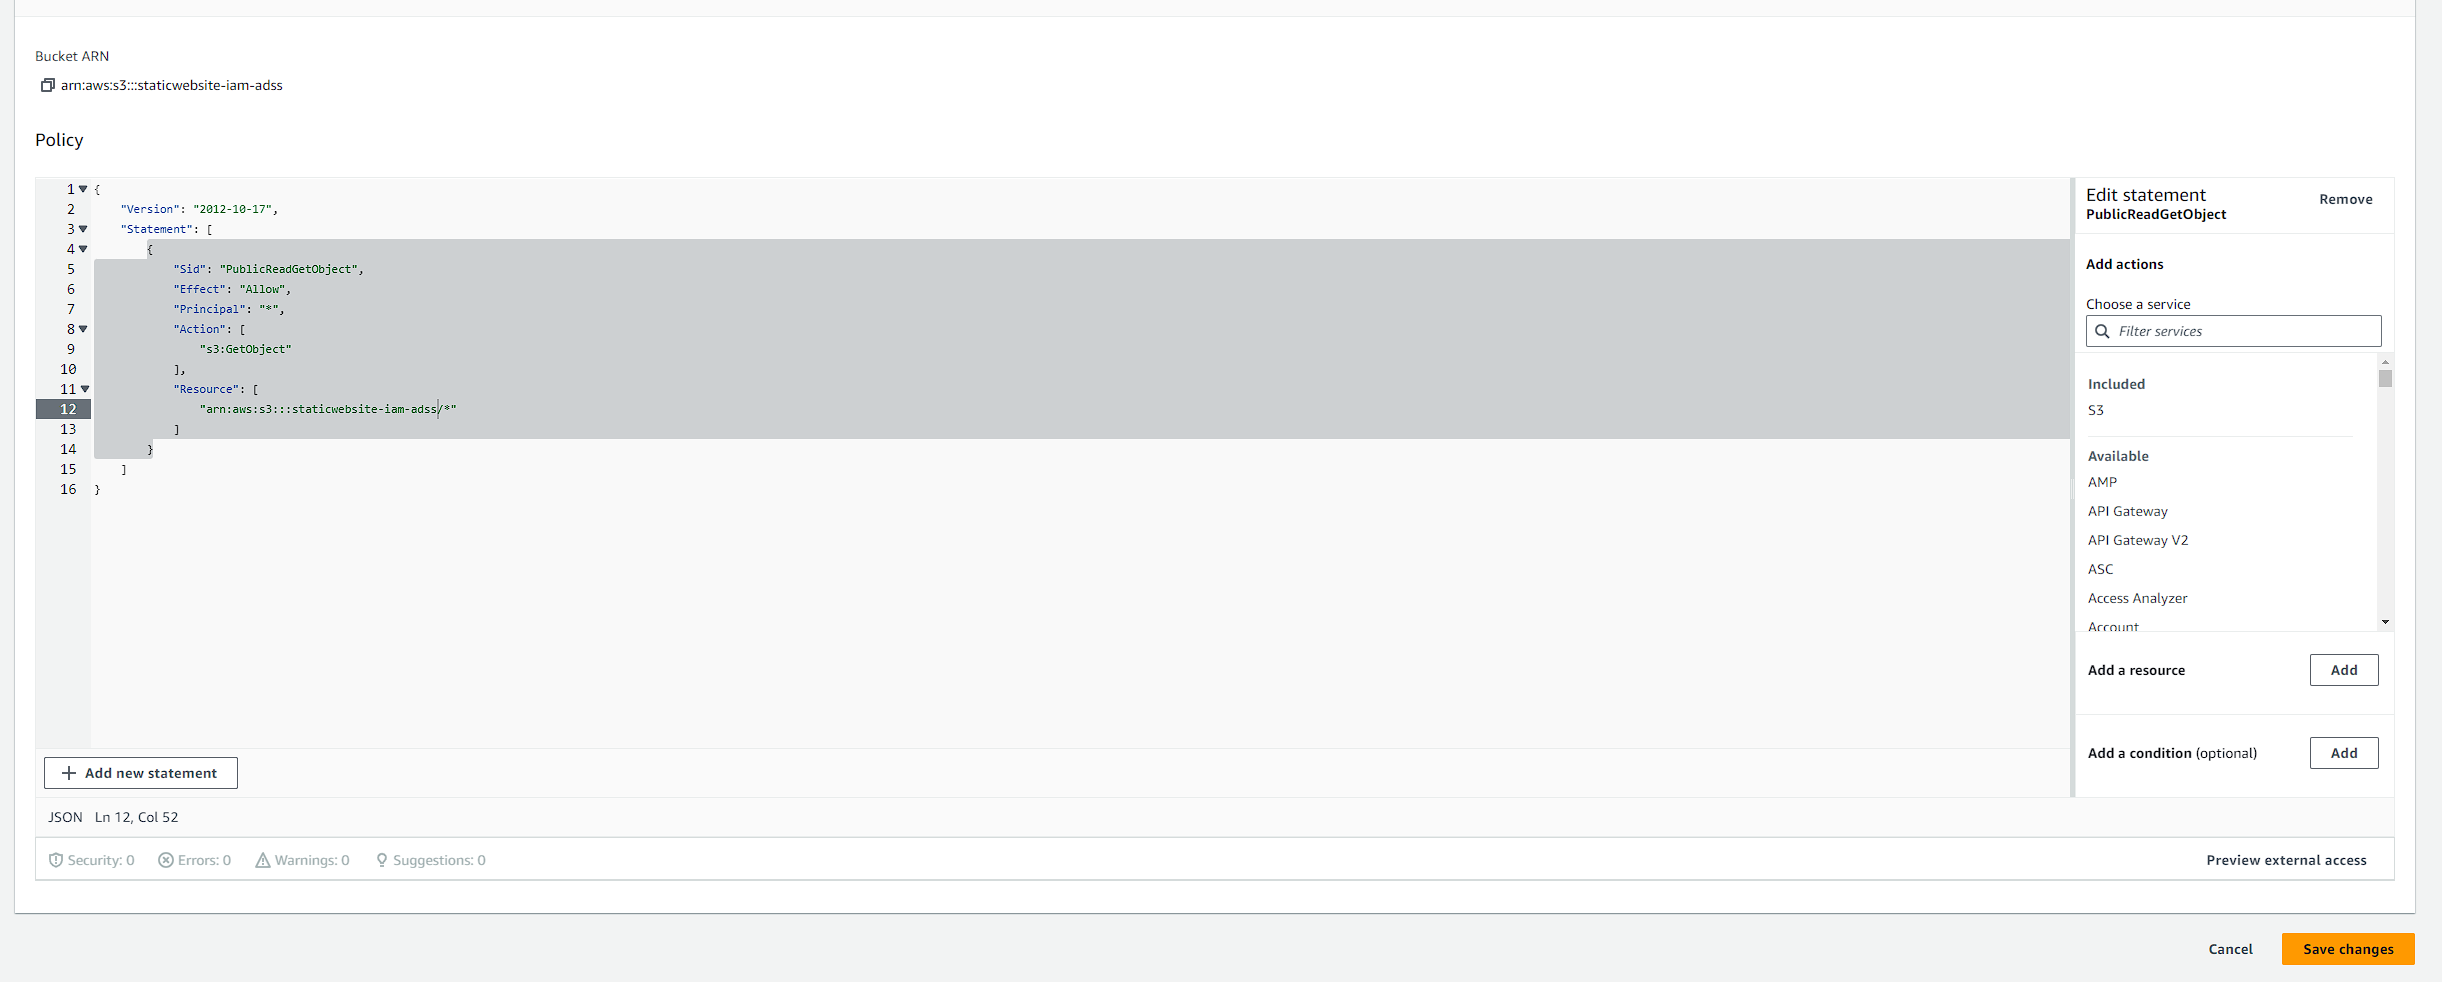 Bucket ARN
arn:aws:s3:::staticwebsite-iam-adss
Policy
1 {
2 "Version": "2012-10-17",
3 "Statement": [
4 {
5 "Sid": "PublicReadGetObject",
6 "Effect": "Allow",
7 "Principal": "*",
8 "Action": [
9 "s3:GetObject"
10 ],
11 "Resource": [
12 "arn:aws:s3:::staticwebsite-iam-adss/*"
13 ]
14 }
15 ]
16 }
Add new statement
JSON Ln 12, Col 52
Security: 0 Errors: 0 Warnings: 0 Suggestions: 0
Edit statement Remove
PublicReadGetObject
Add actions
Choose a service
Filter services
Included
S3
Available
AMP
API Gateway
API Gateway V2
ASC
Access Analyzer
Account
Add a resource Add
Add a condition (optional) Add
Preview external access
Cancel Save changes